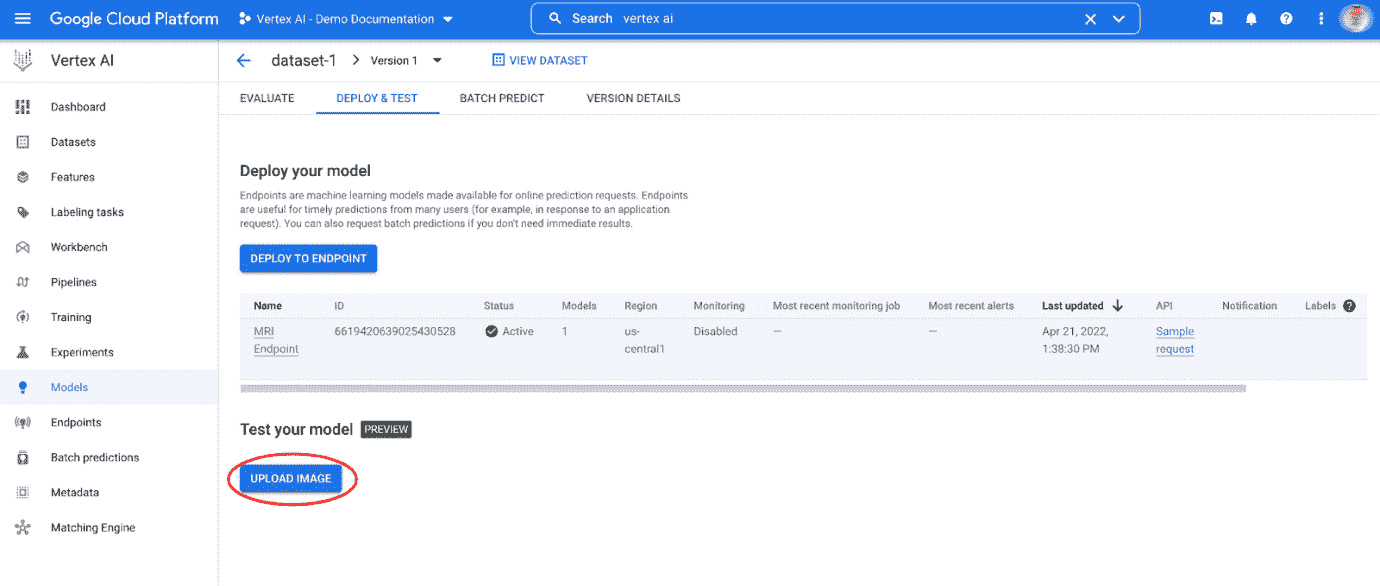 Google Cloud Platform
Vertex AI - Demo Documentation
Search vertex ai
Vertex AI
dataset-1
Version 1
VIEW DATASET
EVALUATE
DEPLOY & TEST
BATCH PREDICT
VERSION DETAILS
Dashboard
Datasets
Features
Labeling tasks
Workbench
Pipelines
Training
Experiments
Models
Endpoints
Batch predictions
Metadata
Matching Engine
Deploy your model
Endpoints are machine learning models made available for online prediction requests. Endpoints
are useful for timely predictions from many users (for example, in response to an application
request). You can also request batch predictions if you don't need immediate results.
DEPLOY TO ENDPOINT
Name ID Status Models Region Monitoring Most recent monitoring job Most recent alerts Last updated API Notification Labels
MRI 6619420639025430528 Active 1 us- Disabled — — Apr 21, 2022, Sample
Endpoint central1 1:38:30 PM request
Test your model PREVIEW
UPLOAD IMAGE